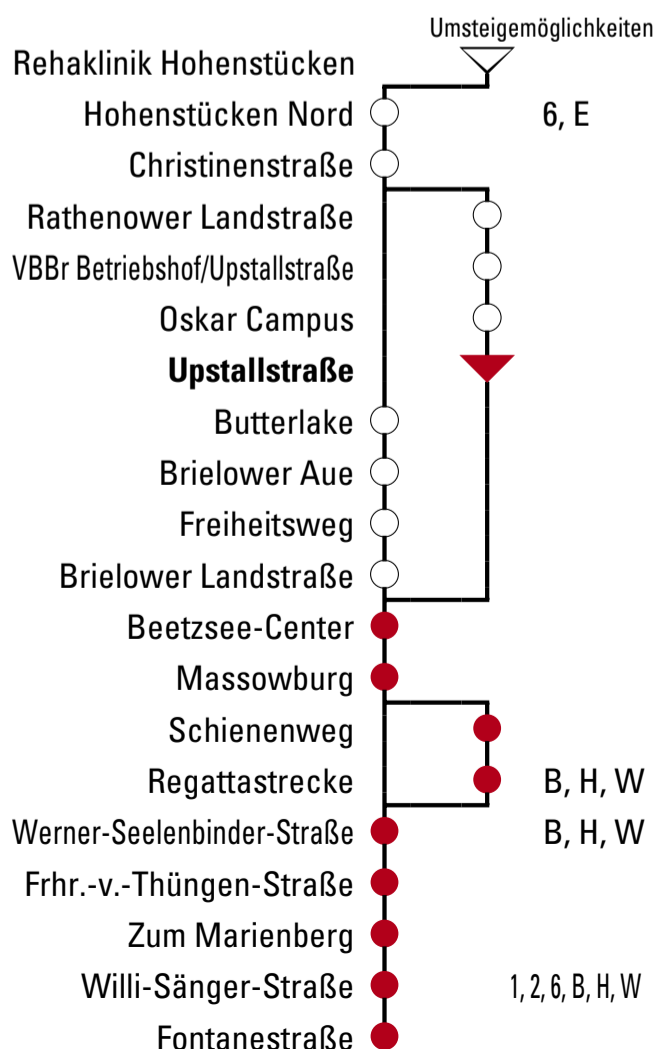 Umsteigemöglichkeiten
Rehaklinik Hohenstücken
Hohenstücken Nord 6, E
Christinenstraße
Rathenower Landstraße
VBBr Betriebshof/Upstallstraße
Oskar Campus
Upstallstraße
Butterlake
Brielower Aue
Freiheitsweg
Brielower Landstraße
Beetzsee-Center
Massowburg
Schienenweg
Regattastrecke B, H, W
Werner-Seelenbinder-Straße B, H, W
Frhr.-v.-Thüngen-Straße
Zum Marienberg
Willi-Sänger-Straße 1, 2, 6, B, H, W
Fontanestraße